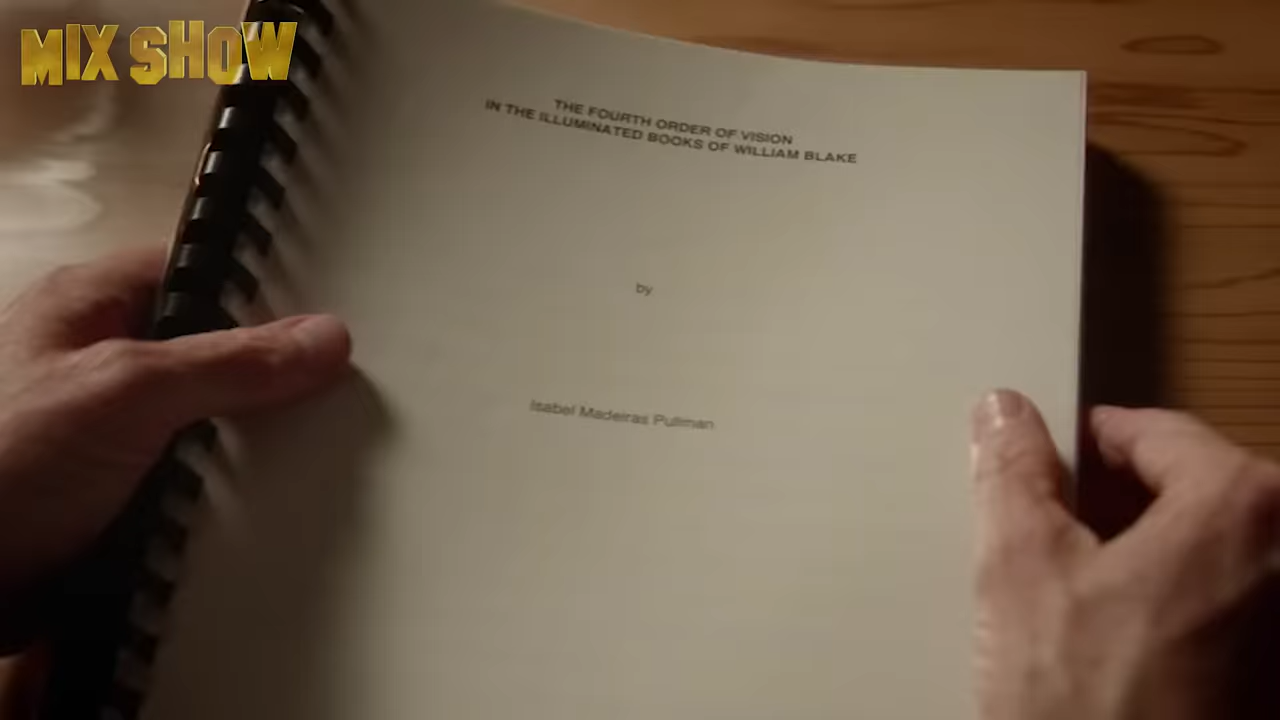 MIX SHOW
THE FOURTH ORDER OF VISION
IN THE ILLUMINATED BOOKS OF WILLIAM BLAKE
by
Isabel Madeiras Pullman